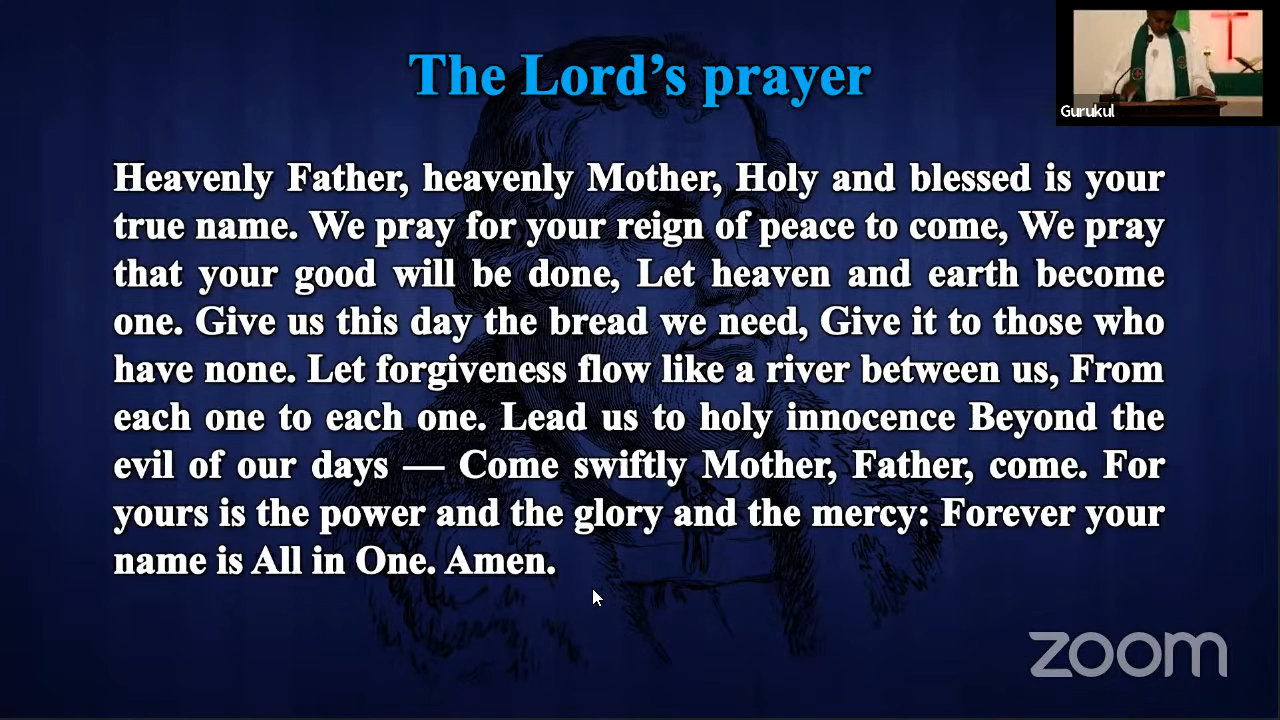 The Lord’s prayer
Gurukul
Heavenly Father, heavenly Mother, Holy and blessed is your
true name. We pray for your reign of peace to come, We pray
that your good will be done, Let heaven and earth become
one. Give us this day the bread we need, Give it to those who
have none. Let forgiveness flow like a river between us, From
each one to each one. Lead us to holy innocence Beyond the
evil of our days — Come swiftly Mother, Father, come. For
yours is the power and the glory and the mercy: Forever your
name is All in One. Amen.
zoom